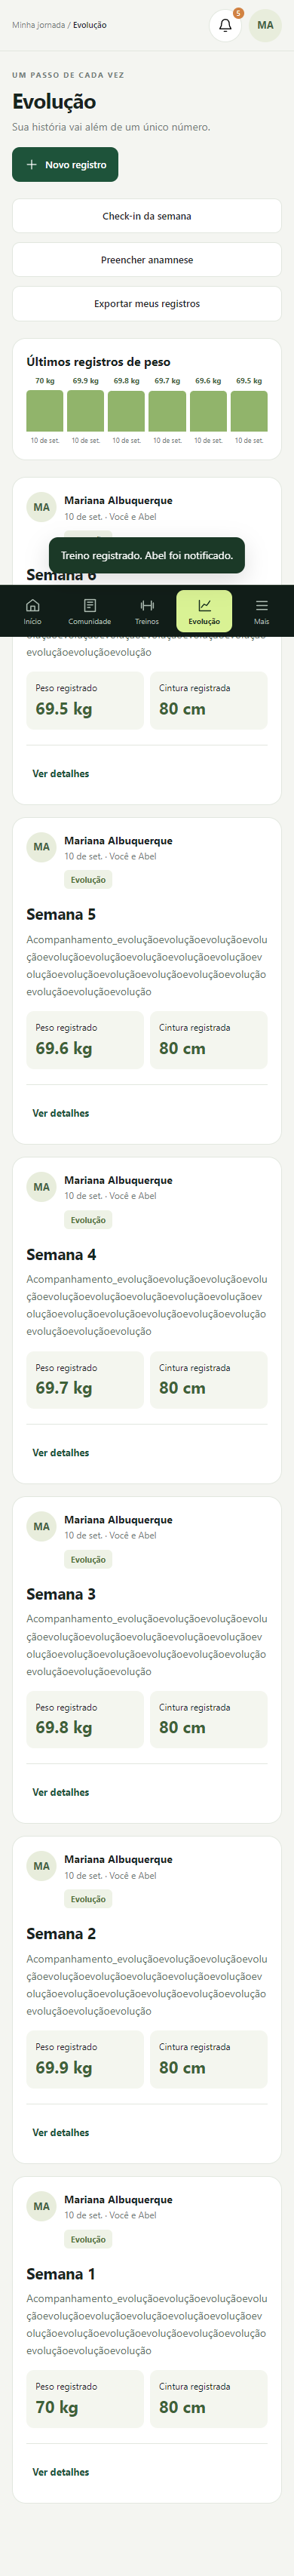 Minha jornada / Evolução
5
MA
UM PASSO DE CADA VEZ
Evolução
Sua história vai além de um único número.
Novo registro
Check-in da semana
Preencher anamnese
Exportar meus registros
Últimos registros de peso
70 kg 69.9 kg 69.8 kg 69.7 kg 69.6 kg 69.5 kg
10 de set. 10 de set. 10 de set. 10 de set. 10 de set. 10 de set.
MA
Mariana Albuquerque
10 de set. · Você e Abel
Treino registrado. Abel foi notificado.
Semana 6
Início Comunidade Treinos Evolução Mais
evoluçãoevoluçãoevolução
Peso registrado Cintura registrada
69.5 kg 80 cm
Ver detalhes
MA
Mariana Albuquerque
10 de set. · Você e Abel
Evolução
Semana 5
Acompanhamento_evoluçãoevoluçãoevoluçãoevolu
çãoevoluçãoevoluçãoevoluçãoevoluçãoevoluçãoev
oluçãoevoluçãoevoluçãoevoluçãoevoluçãoevolução
evoluçãoevoluçãoevolução
Peso registrado Cintura registrada
69.6 kg 80 cm
Ver detalhes
MA
Mariana Albuquerque
10 de set. · Você e Abel
Evolução
Semana 4
Acompanhamento_evoluçãoevoluçãoevoluçãoevolu
çãoevoluçãoevoluçãoevoluçãoevoluçãoevoluçãoev
oluçãoevoluçãoevoluçãoevoluçãoevoluçãoevolução
evoluçãoevoluçãoevolução
Peso registrado Cintura registrada
69.7 kg 80 cm
Ver detalhes
MA
Mariana Albuquerque
10 de set. · Você e Abel
Evolução
Semana 3
Acompanhamento_evoluçãoevoluçãoevoluçãoevolu
çãoevoluçãoevoluçãoevoluçãoevoluçãoevoluçãoev
oluçãoevoluçãoevoluçãoevoluçãoevoluçãoevolução
evoluçãoevoluçãoevolução
Peso registrado Cintura registrada
69.8 kg 80 cm
Ver detalhes
MA
Mariana Albuquerque
10 de set. · Você e Abel
Evolução
Semana 2
Acompanhamento_evoluçãoevoluçãoevoluçãoevolu
çãoevoluçãoevoluçãoevoluçãoevoluçãoevoluçãoev
oluçãoevoluçãoevoluçãoevoluçãoevoluçãoevolução
evoluçãoevoluçãoevolução
Peso registrado Cintura registrada
69.9 kg 80 cm
Ver detalhes
MA
Mariana Albuquerque
10 de set. · Você e Abel
Evolução
Semana 1
Acompanhamento_evoluçãoevoluçãoevoluçãoevolu
çãoevoluçãoevoluçãoevoluçãoevoluçãoevoluçãoev
oluçãoevoluçãoevoluçãoevoluçãoevoluçãoevolução
evoluçãoevoluçãoevolução
Peso registrado Cintura registrada
70 kg 80 cm
Ver detalhes